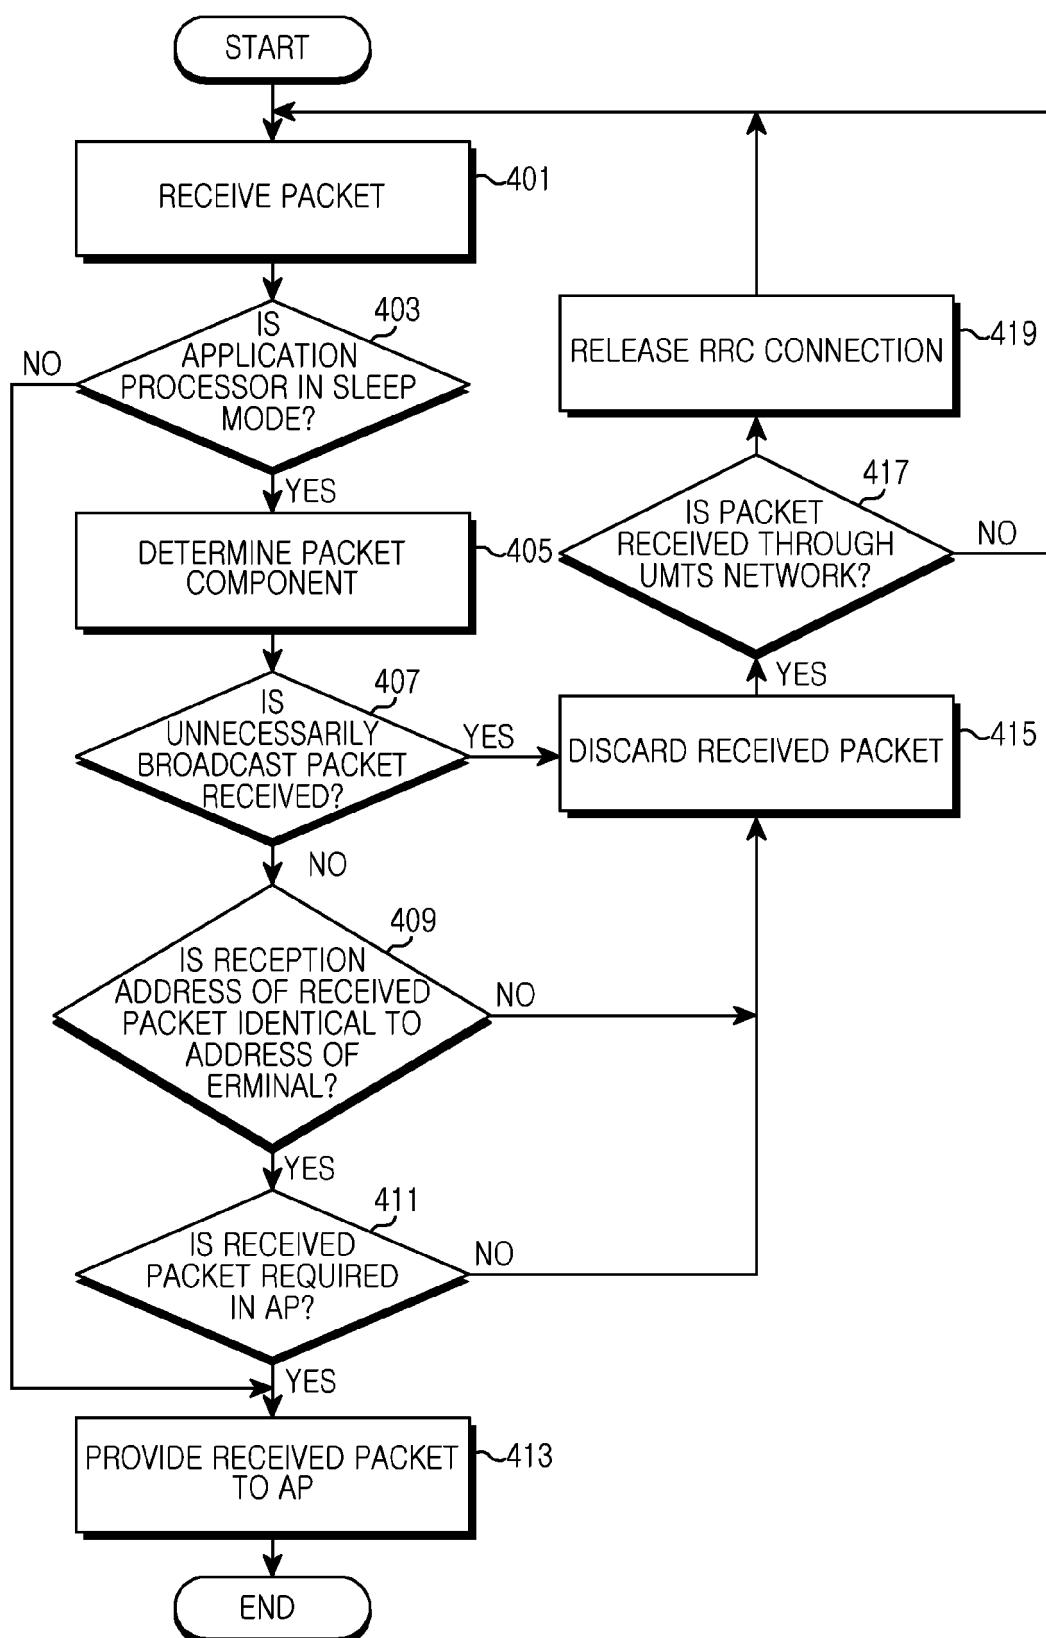 START
RECEIVE PACKET
401
IS
APPLICATION
PROCESSOR IN SLEEP
MODE?
403
NO
YES
DETERMINE PACKET
COMPONENT
405
IS
UNNECESSARILY
BROADCAST PACKET
RECEIVED?
407
YES
NO
IS RECEPTION
ADDRESS OF RECEIVED
PACKET IDENTICAL TO
ADDRESS OF
ERMINAL?
409
NO
YES
IS RECEIVED
PACKET REQUIRED
IN AP?
411
NO
YES
PROVIDE RECEIVED PACKET
TO AP
413
END
RELEASE RRC CONNECTION
419
IS PACKET
RECEIVED THROUGH
UMTS NETWORK?
417
NO
YES
DISCARD RECEIVED PACKET
415